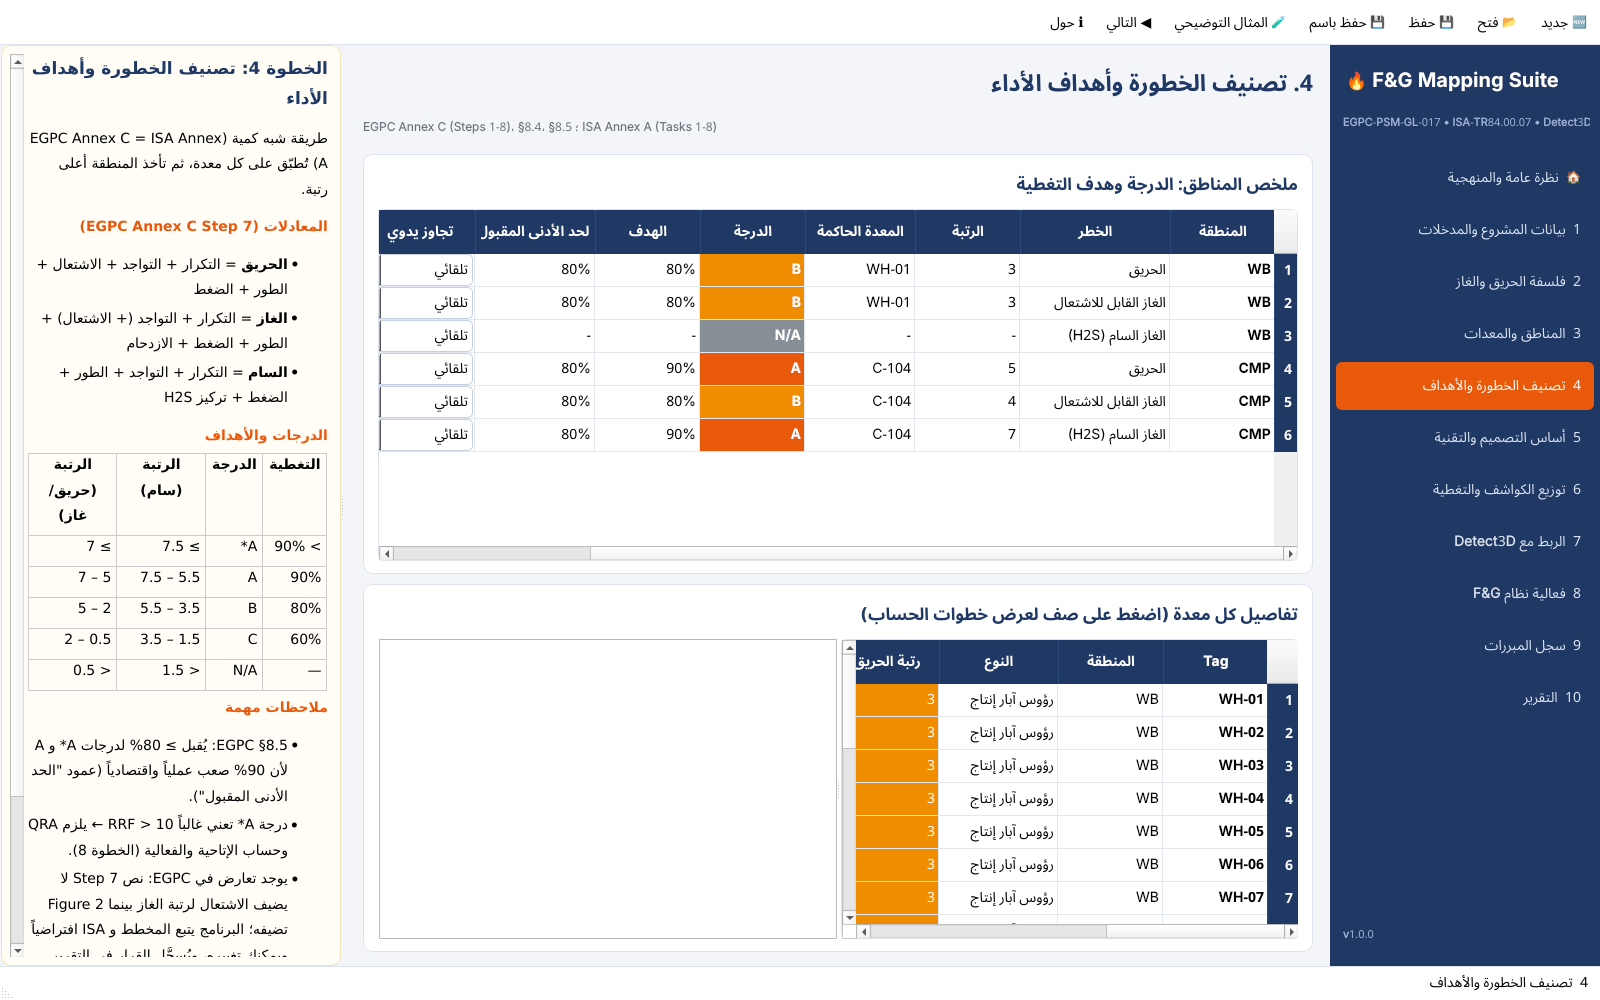 🆕 جديد
📂 فتح
💾 حفظ
💾 حفظ باسم
🧪 المثال التوضيحي
◀ التالي
ℹ حول
🔥 F&G Mapping Suite
EGPC-PSM-GL-017 • ISA-TR84.00.07 • Detect3D
🏠 نظرة عامة والمنهجية
1 بيانات المشروع والمدخلات
2 فلسفة الحريق والغاز
3 المناطق والمعدات
4 تصنيف الخطورة والأهداف
5 أساس التصميم والتقنية
6 توزيع الكواشف والتغطية
7 الربط مع Detect3D
8 فعالية نظام F&G
9 سجل المبررات
10 التقرير
v1.0.0
4. تصنيف الخطورة وأهداف الأداء
EGPC Annex C (Steps 1-8)، §8.4، §8.5 ؛ ISA Annex A (Tasks 1-8)
ملخص المناطق: الدرجة وهدف التغطية
المنطقة الخطر الرتبة المعدة الحاكمة الدرجة الهدف لحد الأدنى المقبول تجاوز يدوي
1 WB الحريق 3 WH-01 B 80% 80% تلقائي
2 WB الغاز القابل للاشتعال 3 WH-01 B 80% 80% تلقائي
3 WB الغاز السام (H2S) - - N/A - - تلقائي
4 CMP الحريق 5 C-104 A 90% 80% تلقائي
5 CMP الغاز القابل للاشتعال 4 C-104 B 80% 80% تلقائي
6 CMP الغاز السام (H2S) 7 C-104 A 90% 80% تلقائي
تفاصيل كل معدة (اضغط على صف لعرض خطوات الحساب)
Tag المنطقة النوع رتبة الحريق
1 WH-01 WB رؤوس آبار إنتاج 3
2 WH-02 WB رؤوس آبار إنتاج 3
3 WH-03 WB رؤوس آبار إنتاج 3
4 WH-04 WB رؤوس آبار إنتاج 3
5 WH-05 WB رؤوس آبار إنتاج 3
6 WH-06 WB رؤوس آبار إنتاج 3
7 WH-07 WB رؤوس آبار إنتاج 3
الخطوة 4: تصنيف الخطورة وأهداف
الأداء
طريقة شبه كمية (EGPC Annex C = ISA Annex
A) تُطبّق على كل معدة، ثم تأخذ المنطقة أعلى
رتبة.
المعادلات (EGPC Annex C Step 7)
• الحريق = التكرار + التواجد + الاشتعال +
الطور + الضغط
• الغاز = التكرار + التواجد (+ الاشتعال) +
الطور + الضغط + الازدحام
• السام = التكرار + التواجد + الطور +
الضغط + تركيز H2S
الدرجات والأهداف
التغطية الدرجة الرتبة (سام) الرتبة (حريق/غاز)
> 90% A* ≥ 7.5 ≥ 7
90% A 5.5 – 7.5 5 – 7
80% B 3.5 – 5.5 2 – 5
60% C 1.5 – 3.5 0.5 – 2
— N/A < 1.5 < 0.5
ملاحظات مهمة
• EGPC §8.5: يُقبل ≥ 80% لدرجات A* و A
لأن 90% صعب عملياً واقتصادياً (عمود "الحد
الأدنى المقبول").
• درجة A* تعني غالباً RRF > 10 ← يلزم QRA
وحساب الإتاحية والفعالية (الخطوة 8).
• يوجد تعارض في EGPC: نص Step 7 لا
يضيف الاشتعال لرتبة الغاز بينما Figure 2
تضيفه؛ البرنامج يتبع المخطط و ISA افتراضياً
ويمكنك تغييره، ويُسجَّل القرار في التقرير
4 تصنيف الخطورة والأهداف